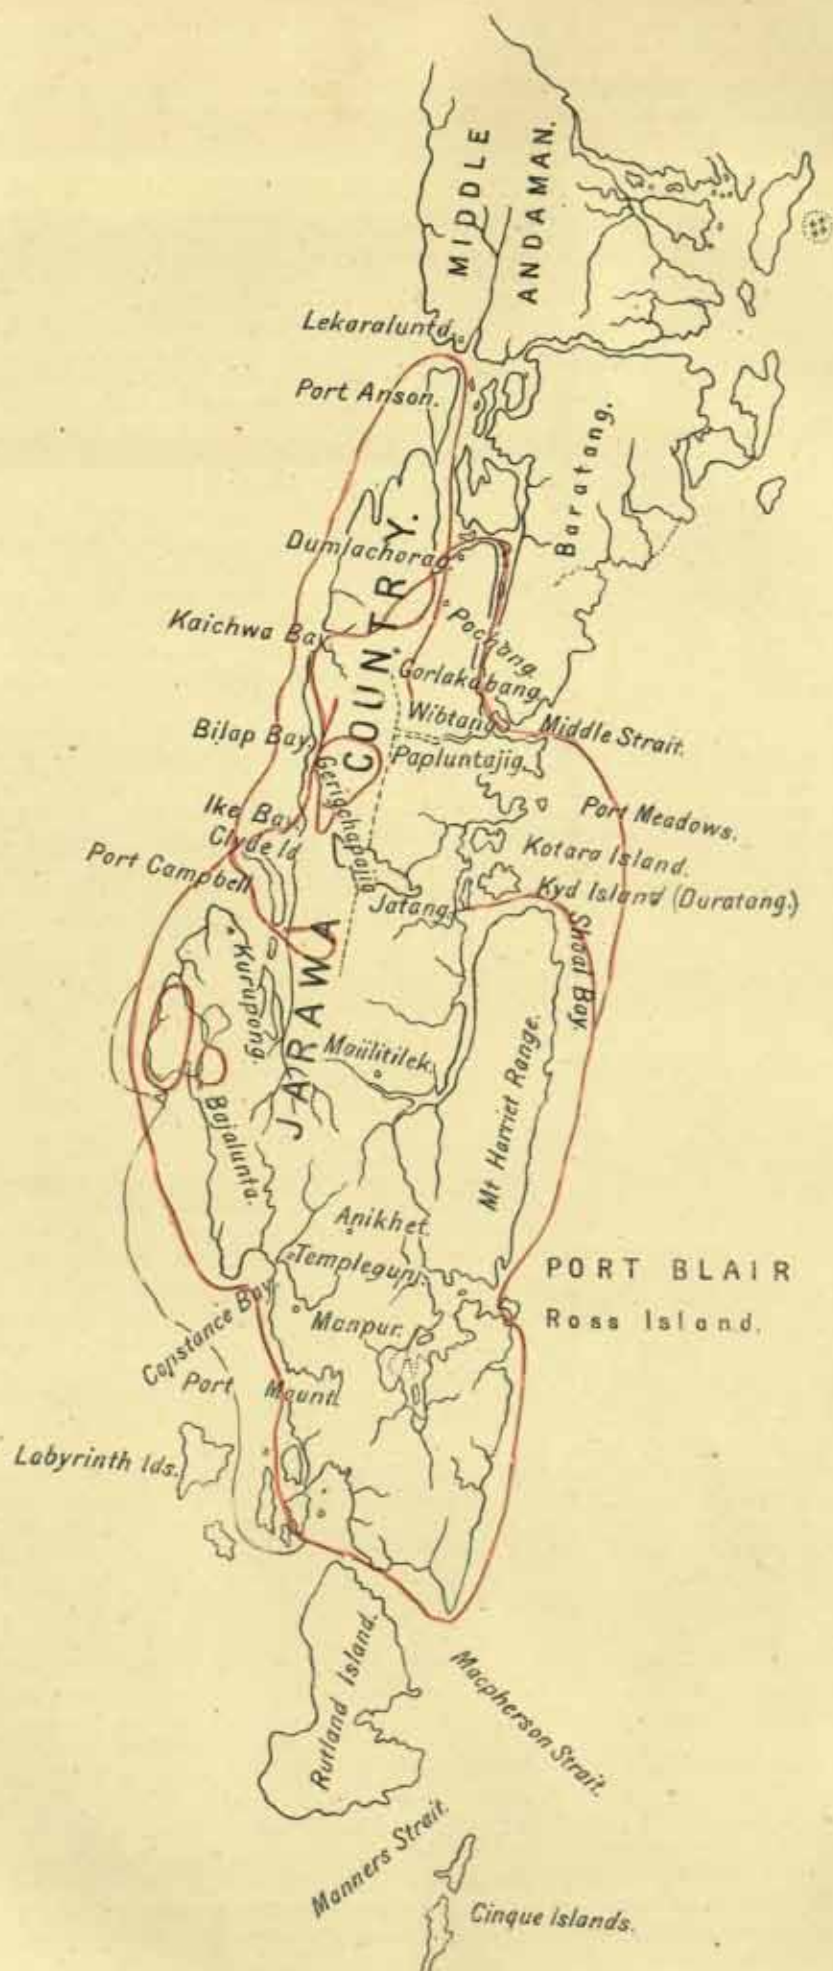 MIDDLE
ANDAMAN.
Lekaralunta.
Port Anson.
Baratang.
Dumlachorag.
Kaichwa Bay
Pochang.
Gorlakabang.
Wibtang
Middle Strait.
Bilap Bay.
Papluntajig.
Gerigchapajig
Ike Bay.
Port Meadows.
Clyde Id.
Kotara Island.
Port Campbell
Kyd Island (Duratang.)
Jatang.
Shoal Bay.
JARAWA COUNTRY.
Kurupong.
Mt Harriet Range.
Bajalunta.
Anikhet.
Templegunj.
PORT BLAIR
Ross Island.
Constance Bay.
Manpur.
Port Mount.
Labyrinth Ids.
Rutland Island.
Macpherson Strait.
Manners Strait.
Cinque Islands.